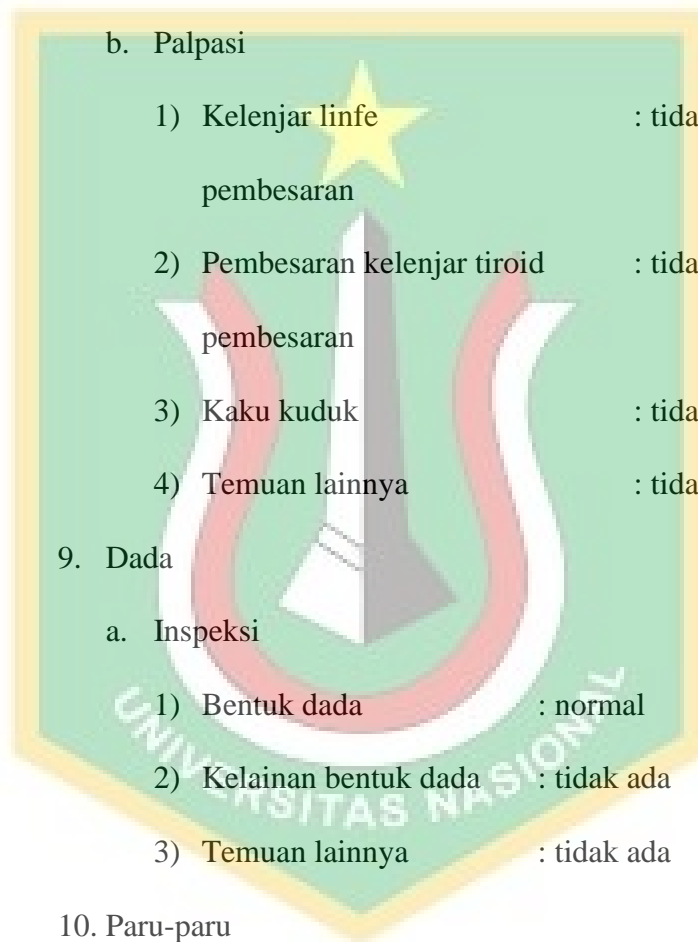 b. Palpasi
1) Kelenjar linfe : tida
pembesaran
2) Pembesaran kelenjar tiroid : tida
pembesaran
3) Kaku kuduk : tida
4) Temuan lainnya : tida
9. Dada
a. Inspeksi
1) Bentuk dada : normal
2) Kelainan bentuk dada : tidak ada
3) Temuan lainnya : tidak ada
10. Paru-paru
UNIVERSITAS NASIONAL